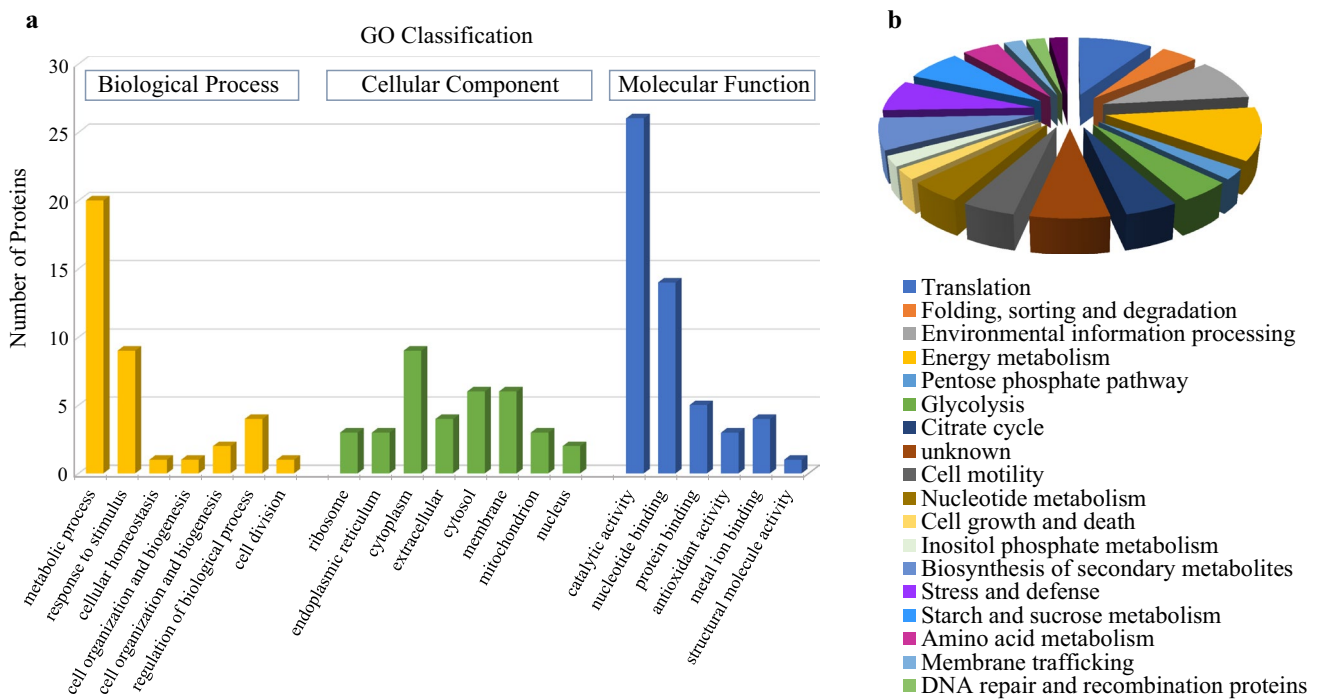 a
GO Classification
Biological Process
Cellular Component
Molecular Function
Number of Proteins
30
25
20
15
10
5
0
metabolic process
response to stimulus
cellular homeostasis
cell organization and biogenesis
cell organization and biogenesis
regulation of biological process
cell division
ribosome
endoplasmic reticulum
cytoplasm
extracellular
cytosol
membrane
mitochondrion
nucleus
catalytic activity
nucleotide binding
protein binding
antioxidant activity
metal ion binding
structural molecule activity
b
Translation
Folding, sorting and degradation
Environmental information processing
Energy metabolism
Pentose phosphate pathway
Glycolysis
Citrate cycle
unknown
Cell motility
Nucleotide metabolism
Cell growth and death
Inositol phosphate metabolism
Biosynthesis of secondary metabolites
Stress and defense
Starch and sucrose metabolism
Amino acid metabolism
Membrane trafficking
DNA repair and recombination proteins